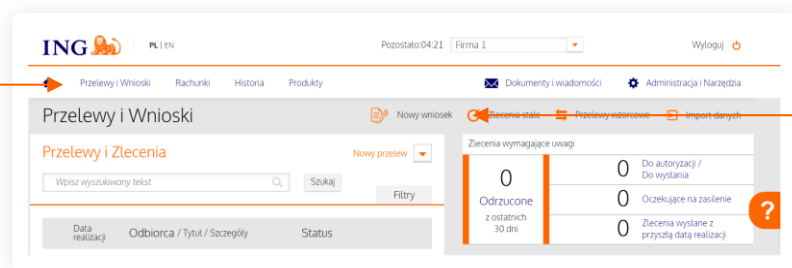 ING PL | EN Pozostało:04:21 Firma 1 Wyloguj
Przelewy i Wnioski Rachunki Historia Produkty Dokumenty i wiadomości Administracja i Narzędzia
Przelewy i Wnioski Nowy wniosek Zlecenia stałe Przelewy wzorcowe Import danych
Przelewy i Zlecenia Nowy przelew
Wpisz wyszukiwany tekst Szukaj
Filtry
Data realizacji Odbiorca / Tytuł / Szczegóły Status
Zlecenia wymagające uwagi
0
Odrzucone
z ostatnich
30 dni
0 Do autoryzacji /
Do wysłania
0 Oczekujące na zasilenie
0 Zlecenia wysłane z
przyszłą datą realizacji
?